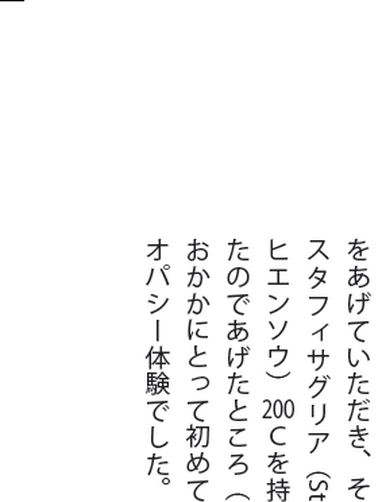 をあげていただき、そ
スタフィサグリア（St
ヒエンソウ）200Cを持
たのであげたところ（
おかかにとって初めて
オパシー体験でした。